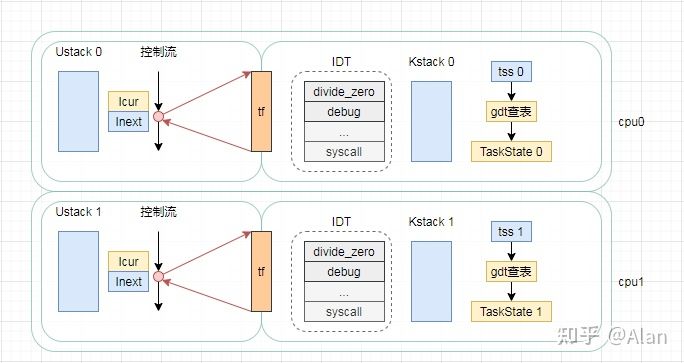 Ustack 0
控制流
Icur
Inext
tf
IDT
divide_zero
debug
...
syscall
Kstack 0
tss 0
gdt查表
TaskState 0
cpu0
Ustack 1
控制流
Icur
Inext
tf
IDT
divide_zero
debug
...
syscall
Kstack 1
tss 1
gdt查表
TaskState 1
cpu1
知乎 @Alan